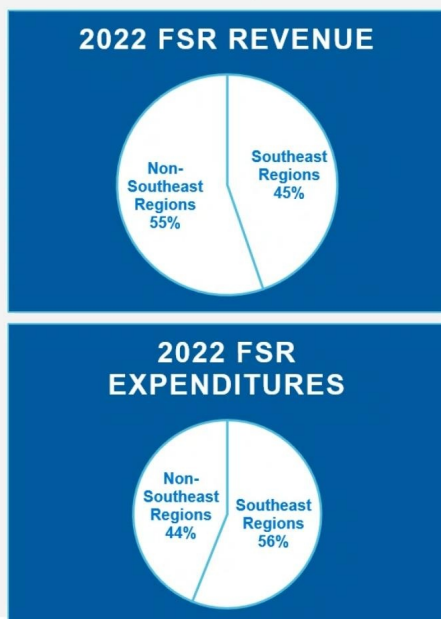 2022 FSR REVENUE
Non-
Southeast
Regions
55%
Southeast
Regions
45%
2022 FSR
EXPENDITURES
Non-
Southeast
Regions
44%
Southeast
Regions
56%